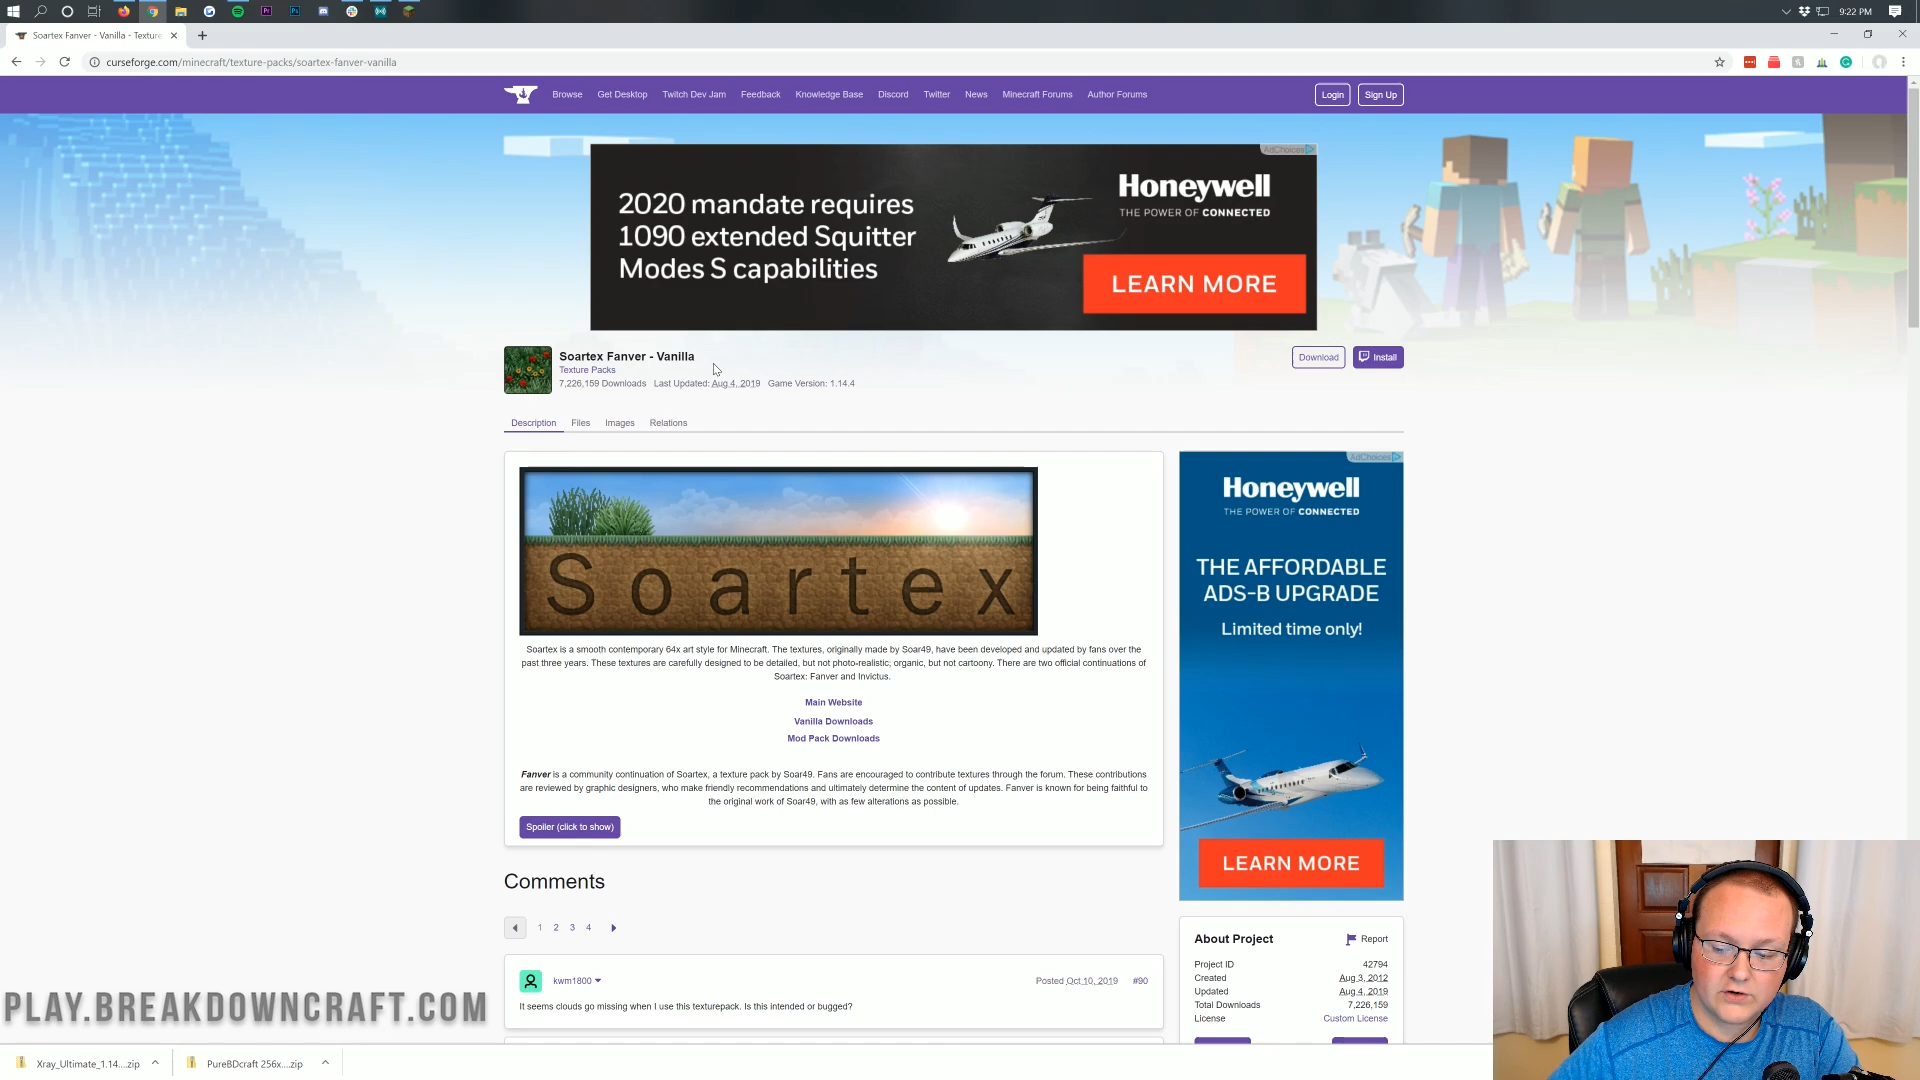 9:22 PM
Soartex Fanver - Vanilla - Texture
curseforge.com/minecraft/texture-packs/soartex-fanver-vanilla
Browse Get Desktop Twitch Dev Jam Feedback Knowledge Base Discord Twitter News Minecraft Forums Author Forums Login Sign Up
AdChoices
2020 mandate requires
1090 extended Squitter
Modes S capabilities
Honeywell
THE POWER OF CONNECTED
LEARN MORE
Soartex Fanver - Vanilla
Texture Packs
7,226,159 Downloads Last Updated: Aug 4, 2019 Game Version: 1.14.4
Download Install
Description Files Images Relations
Soartex
Soartex is a smooth contemporary 64x art style for Minecraft. The textures, originally made by Soar49, have been developed and updated by fans over the
past three years. These textures are carefully designed to be detailed, but not photo-realistic; organic, but not cartoony. There are two official continuations of
Soartex: Fanver and Invictus.
Main Website
Vanilla Downloads
Mod Pack Downloads
Fanver is a community continuation of Soartex, a texture pack by Soar49. Fans are encouraged to contribute textures through the forum. These contributions
are reviewed by graphic designers, who make friendly recommendations and ultimately determine the content of updates. Fanver is known for being faithful to
the original work of Soar49, with as few alterations as possible.
Spoiler (click to show)
AdChoices
Honeywell
THE POWER OF CONNECTED
THE AFFORDABLE
ADS-B UPGRADE
Limited time only!
LEARN MORE
Comments
1 2 3 4
kwm1800 Posted Oct 10, 2019 #90
It seems clouds go missing when I use this texturepack. Is this intended or bugged?
About Project Report
Project ID 42794
Created Aug 3, 2012
Updated Aug 4, 2019
Total Downloads 7,226,159
License Custom License
PLAY.BREAKDOWNCRAFT.COM
Xray_Ultimate_1.14....zip
PureBDcraft 256x....zip